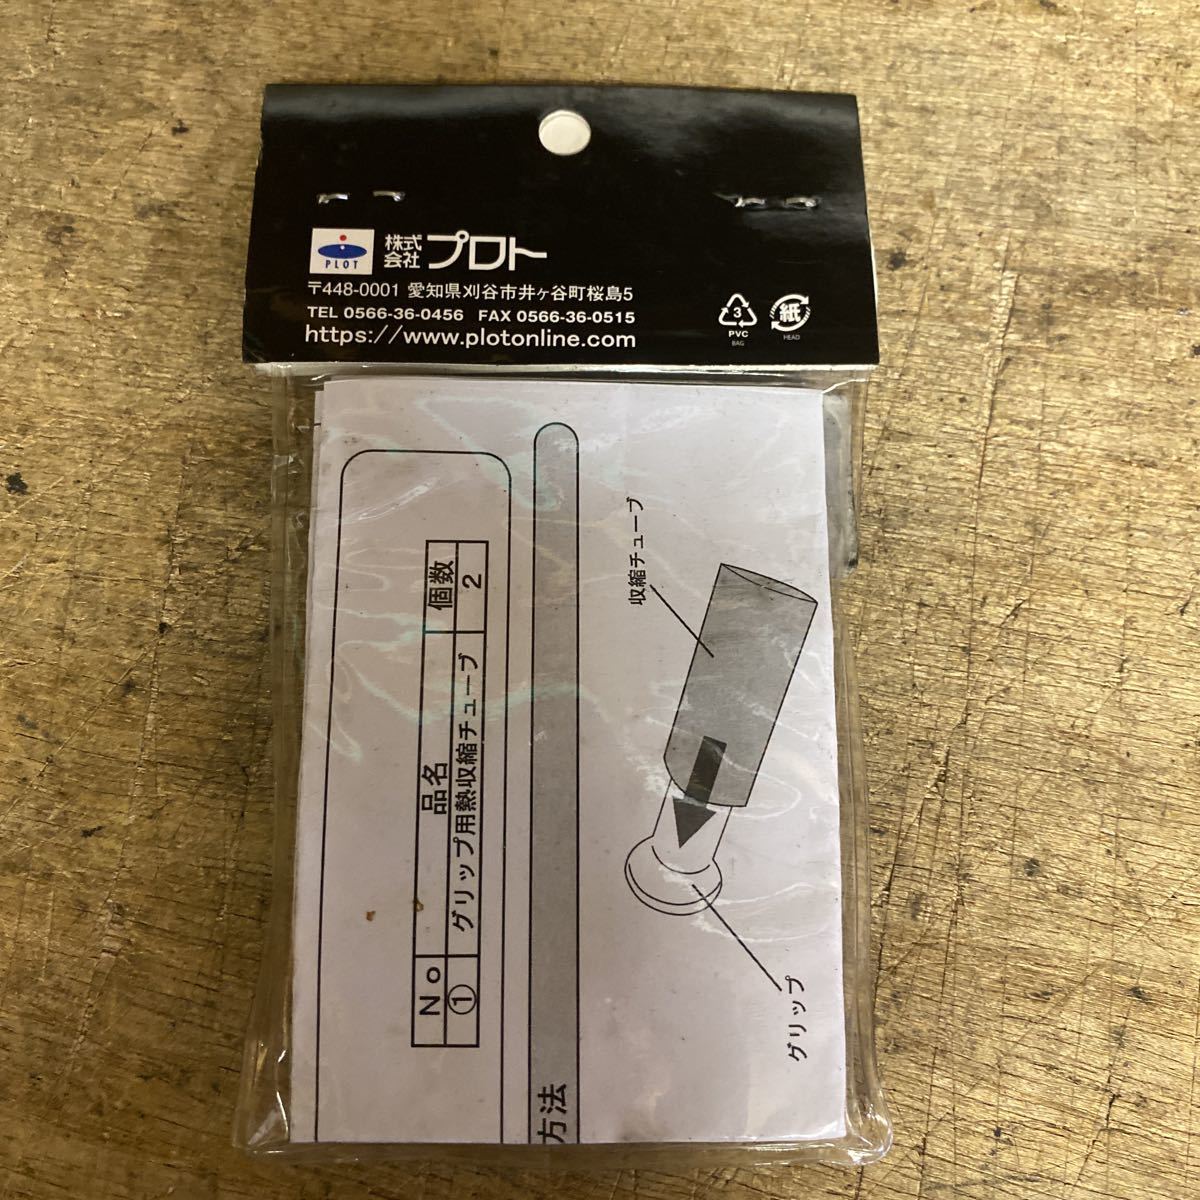 PLOT
株式会社 プロト
〒448-0001 愛知県刈谷市井ヶ谷町桜島5
TEL 0566-36-0456 FAX 0566-36-0515
https://www.plotonline.com
3
PVC
BAG
紙
HEAD
No 品名 個数
① グリップ用熱収縮チューブ 2
方法
収縮チューブ
グリップ